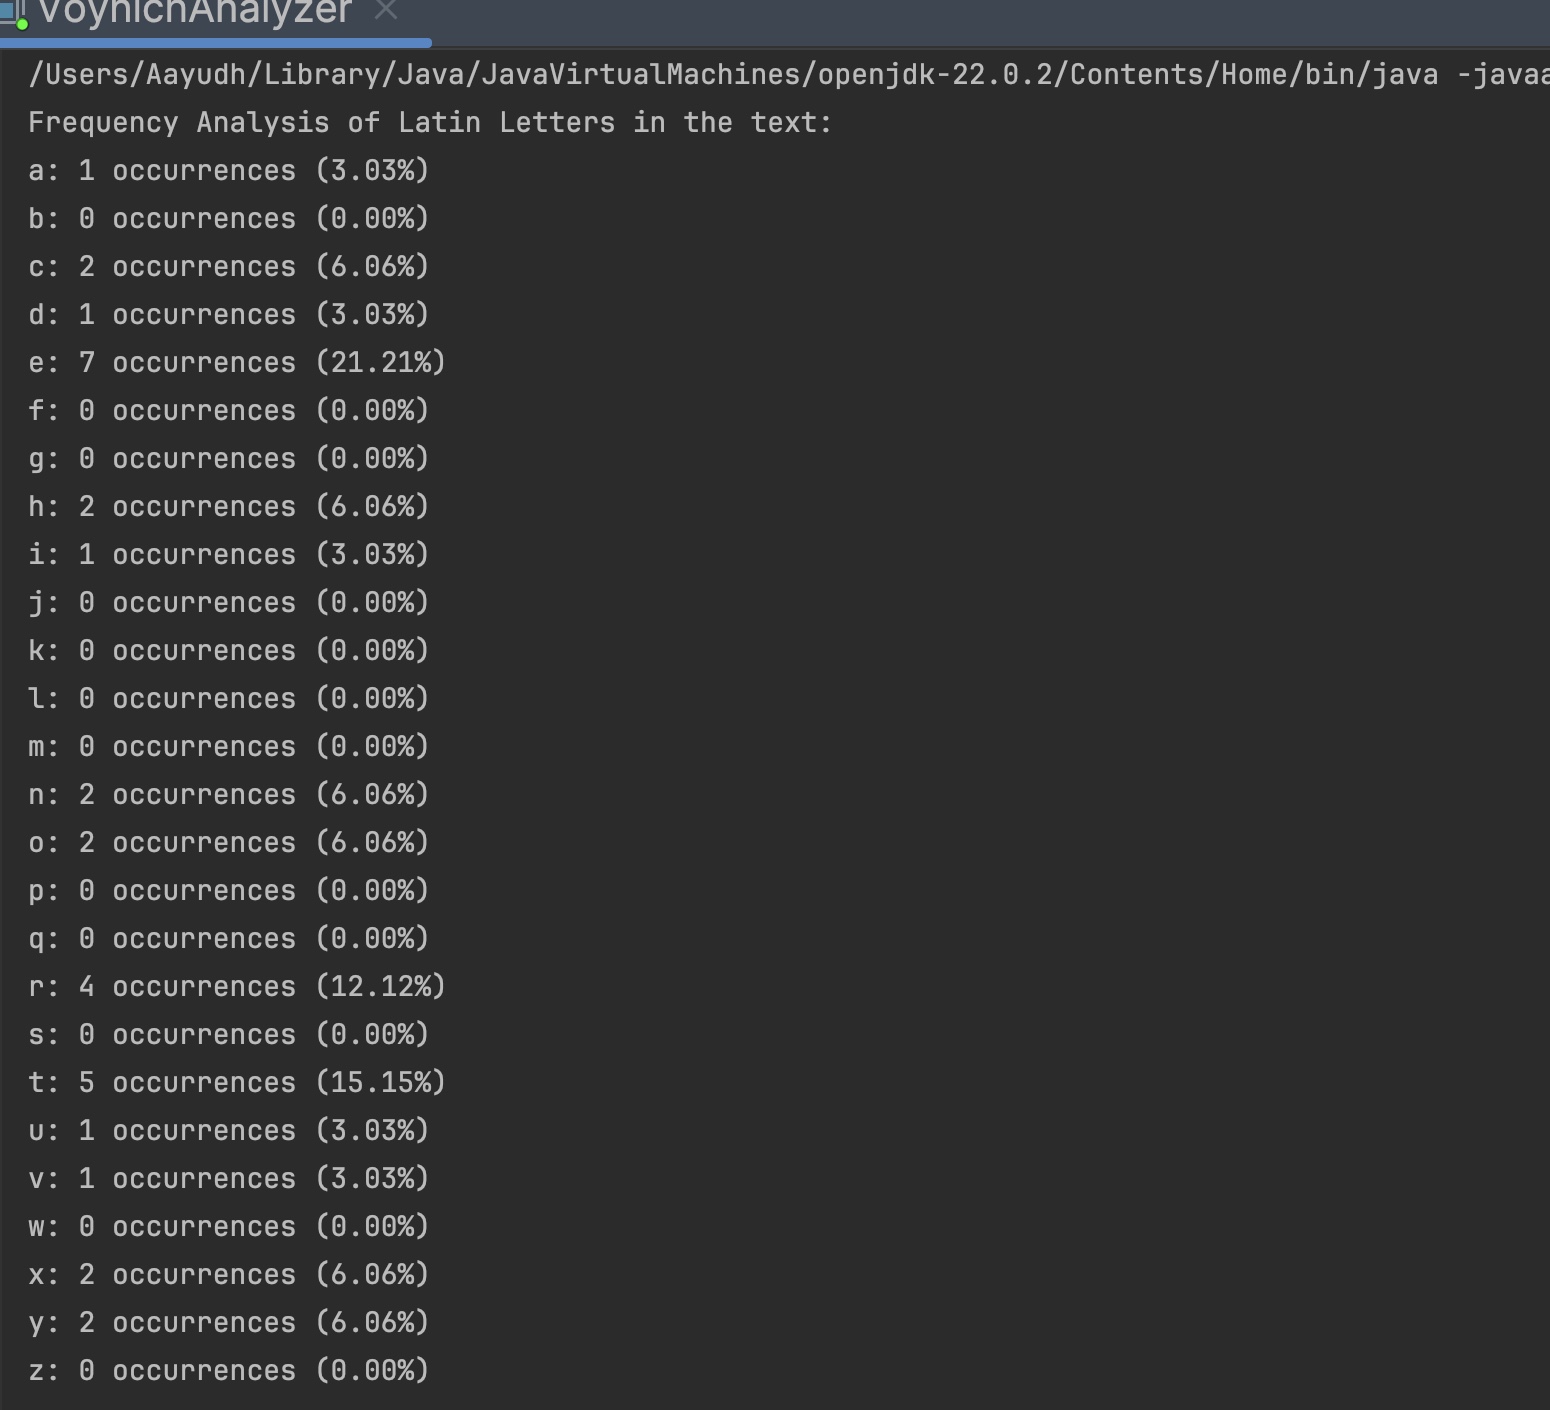 VoynichAnalyzer
/Users/Aayudh/Library/Java/JavaVirtualMachines/openjdk-22.0.2/Contents/Home/bin/java -javaa
Frequency Analysis of Latin Letters in the text:
a: 1 occurrences (3.03%)
b: 0 occurrences (0.00%)
c: 2 occurrences (6.06%)
d: 1 occurrences (3.03%)
e: 7 occurrences (21.21%)
f: 0 occurrences (0.00%)
g: 0 occurrences (0.00%)
h: 2 occurrences (6.06%)
i: 1 occurrences (3.03%)
j: 0 occurrences (0.00%)
k: 0 occurrences (0.00%)
l: 0 occurrences (0.00%)
m: 0 occurrences (0.00%)
n: 2 occurrences (6.06%)
o: 2 occurrences (6.06%)
p: 0 occurrences (0.00%)
q: 0 occurrences (0.00%)
r: 4 occurrences (12.12%)
s: 0 occurrences (0.00%)
t: 5 occurrences (15.15%)
u: 1 occurrences (3.03%)
v: 1 occurrences (3.03%)
w: 0 occurrences (0.00%)
x: 2 occurrences (6.06%)
y: 2 occurrences (6.06%)
z: 0 occurrences (0.00%)